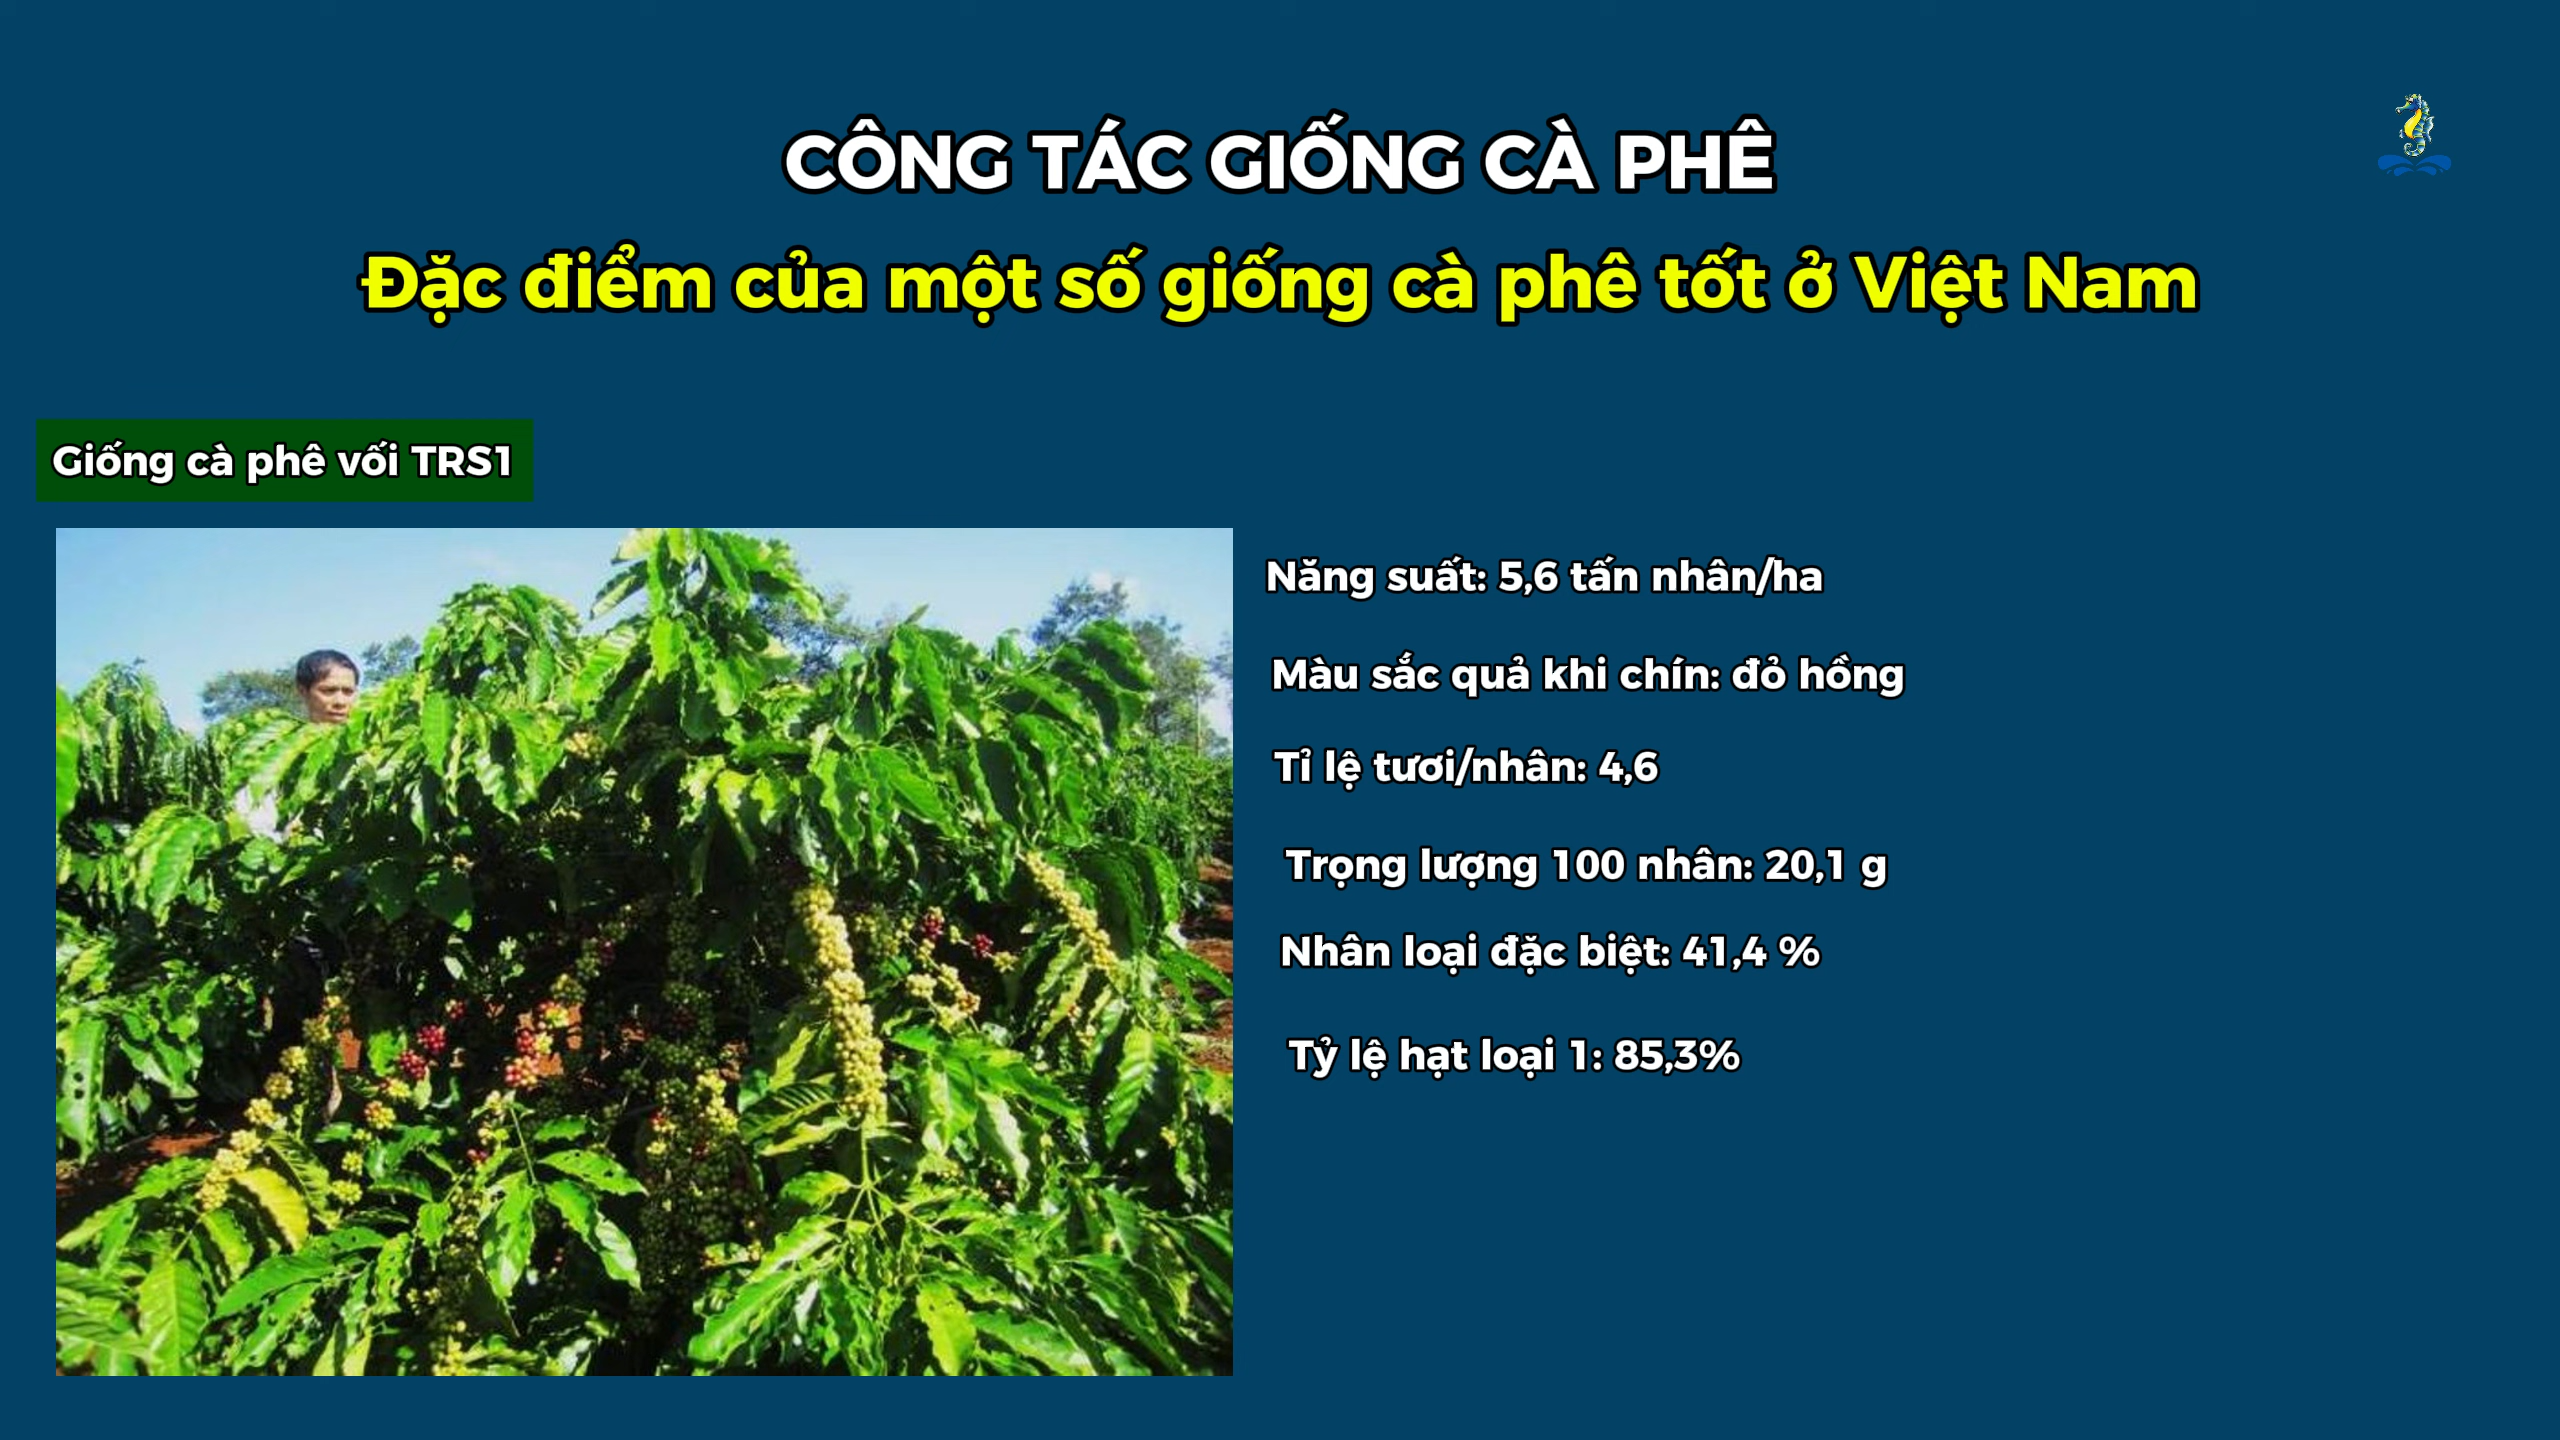 CÔNG TÁC GIỐNG CÀ PHÊ
Đặc điểm của một số giống cà phê tốt ở Việt Nam
Giống cà phê vối TRS1
Năng suất: 5,6 tấn nhân/ha
Màu sắc quả khi chín: đỏ hồng
Tỉ lệ tươi/nhân: 4,6
Trọng lượng 100 nhân: 20,1 g
Nhân loại đặc biệt: 41,4 %
Tỷ lệ hạt loại 1: 85,3%